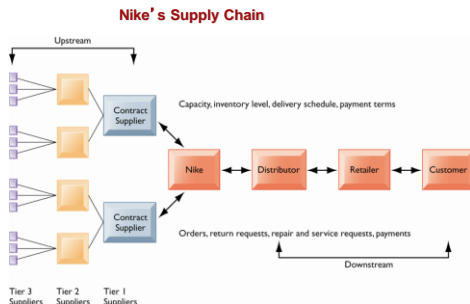 Nike's Supply Chain
Upstream
Contract
Supplier
Capacity, inventory level, delivery schedule, payment terms
Nike
Distributor
Retailer
Customer
Contract
Supplier
Orders, return requests, repair and service requests, payments
Downstream
Tier 3
Suppliers
Tier 2
Suppliers
Tier 1
Suppliers